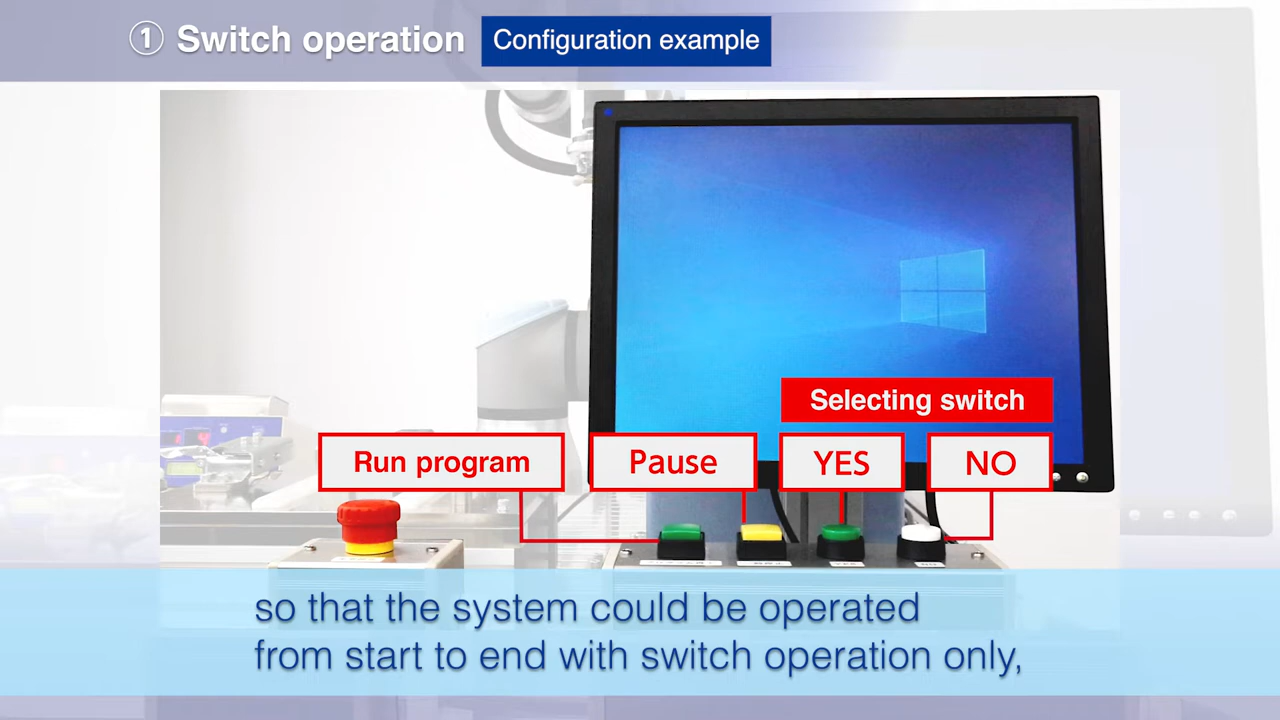 ① Switch operation
Configuration example
Selecting switch
Run program
Pause
YES
NO
so that the system could be operated
from start to end with switch operation only,